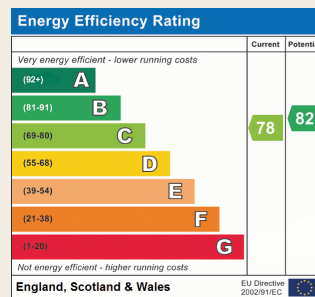 Energy Efficiency Rating
Current Potenti
Very energy efficient - lower running costs
(92+) A
(81-91) B
82
(69-80) C
78
(55-68) D
(39-54) E
(21-38) F
(1-20) G
Not energy efficient - higher running costs
England, Scotland & Wales
EU Directive
2002/91/EC